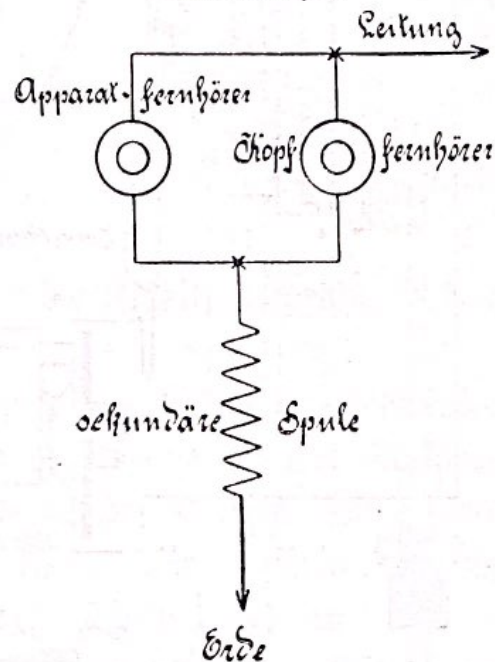 Leitung
Apparat-fernhörer
Kopf fernhörer
sekundäre Spule
Erde